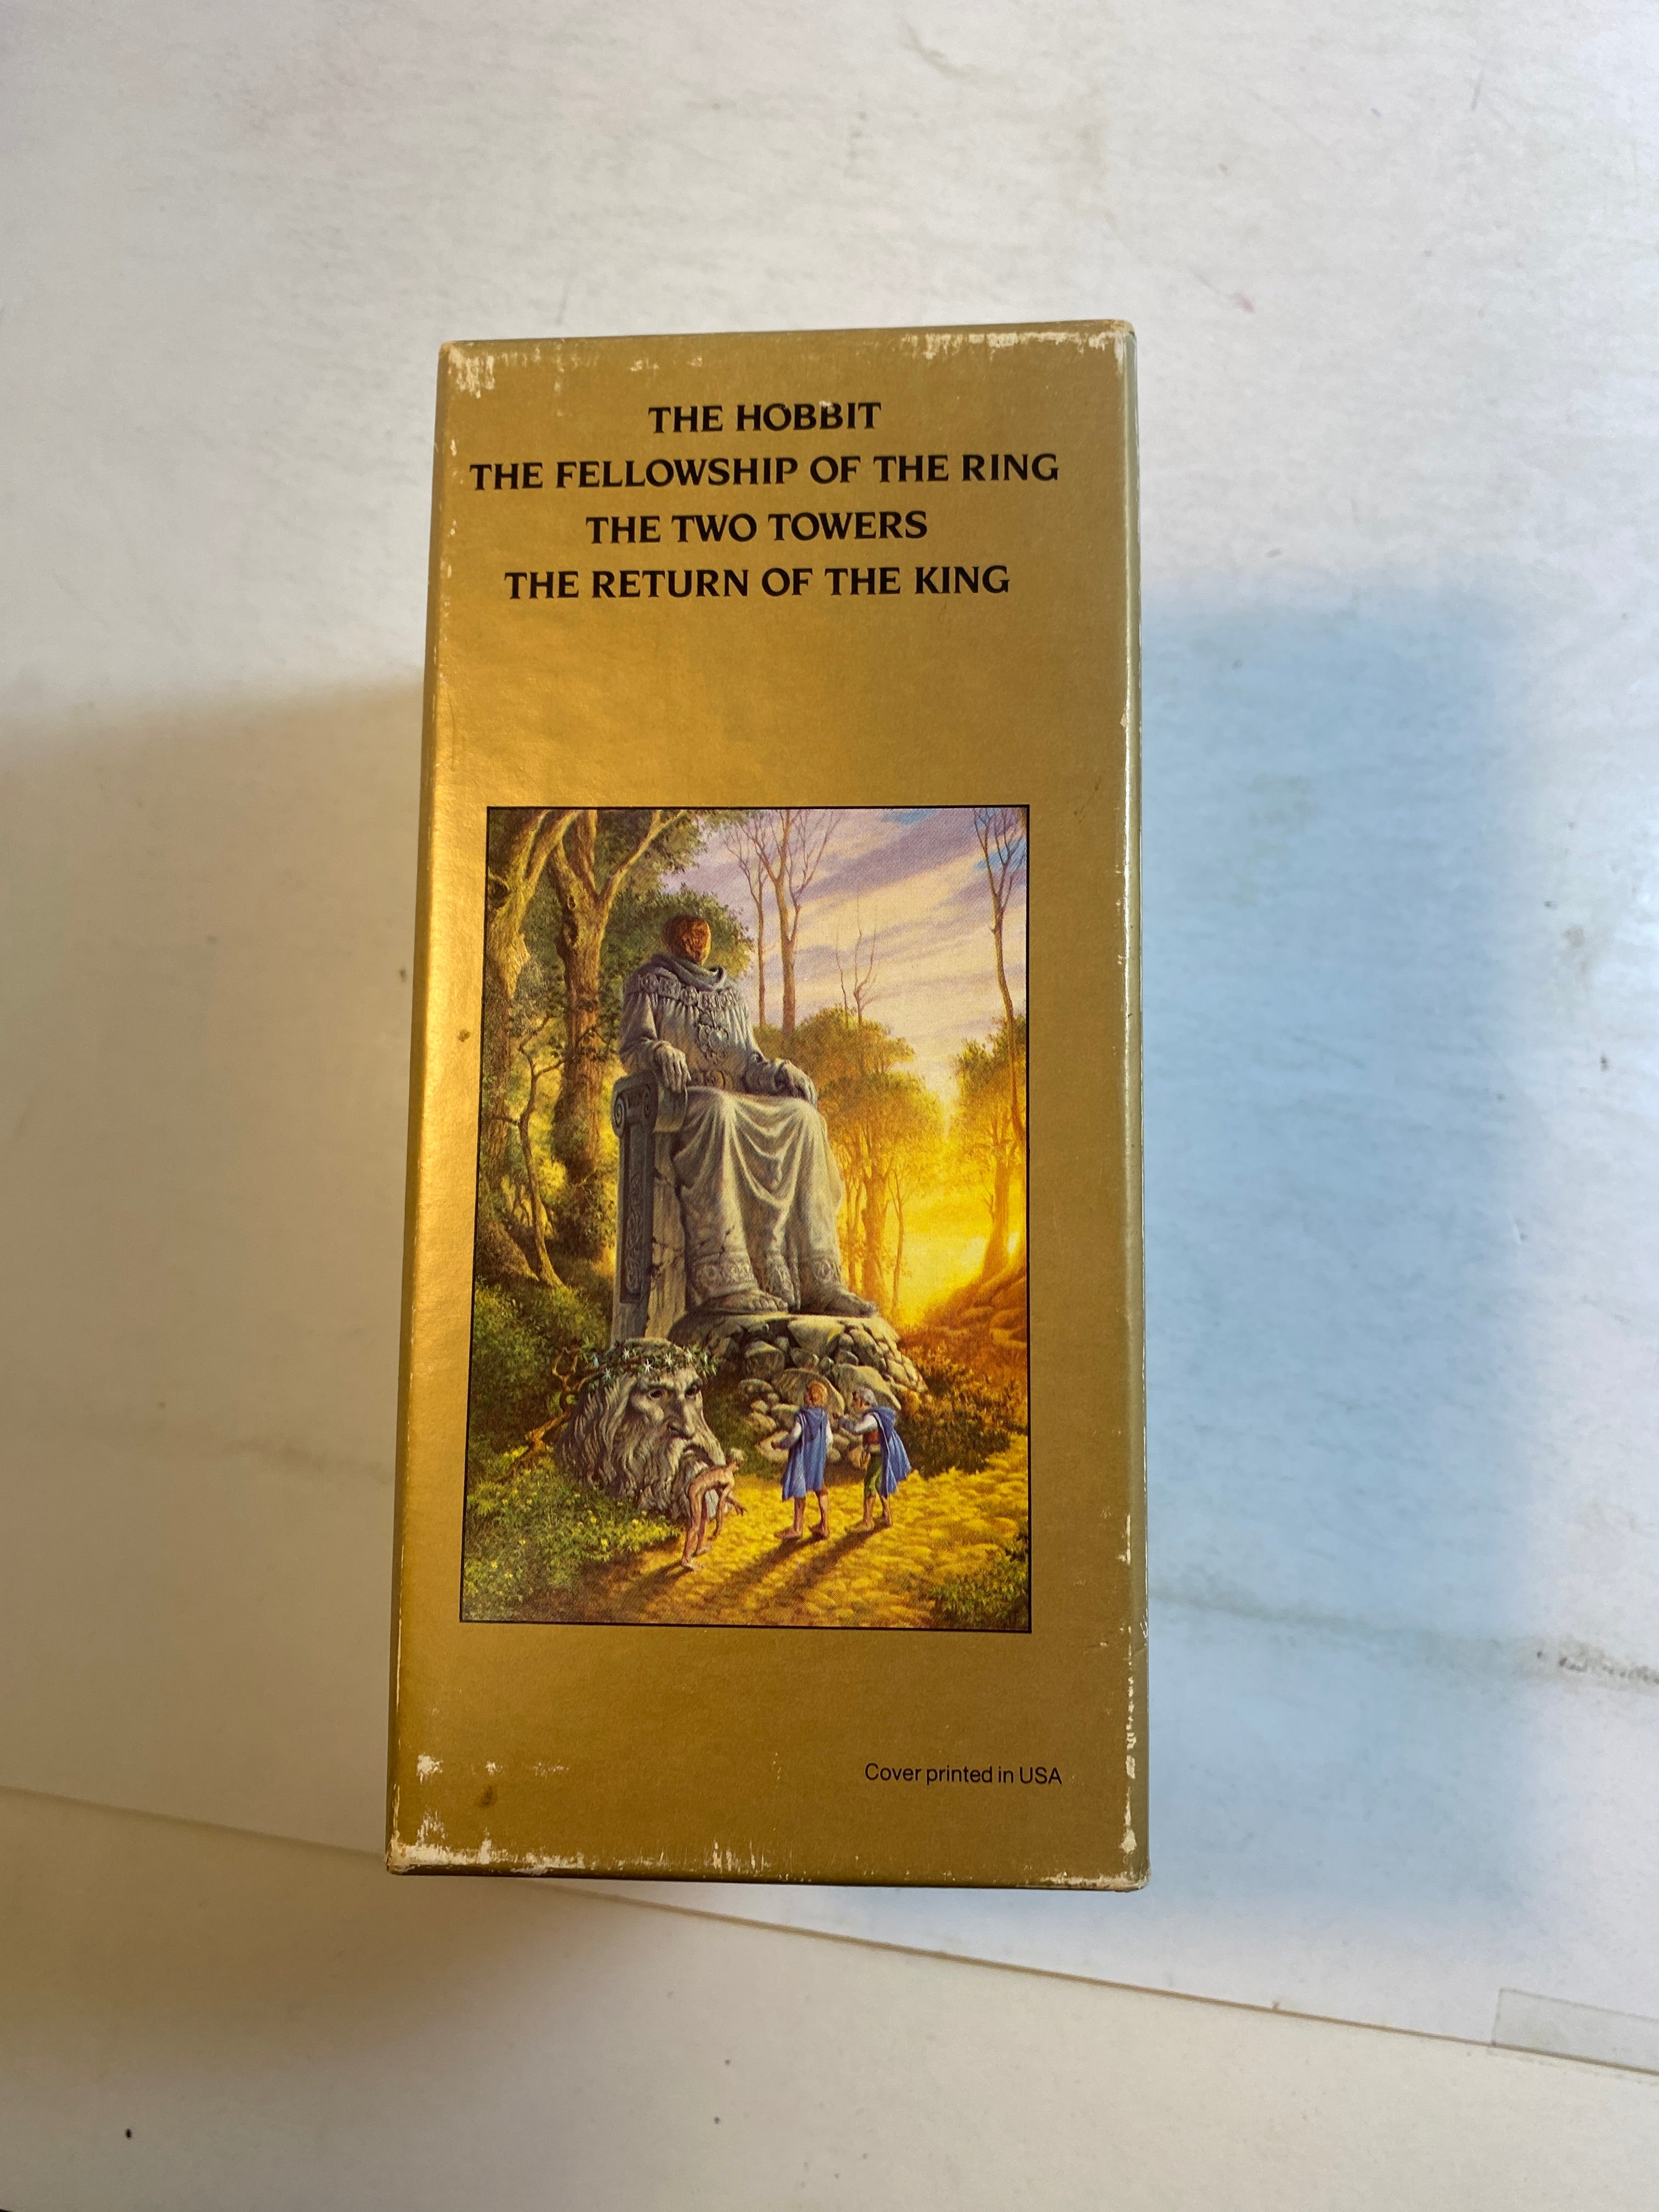 THE HOBBIT
THE FELLOWSHIP OF THE RING
THE TWO TOWERS
THE RETURN OF THE KING
Cover printed in USA